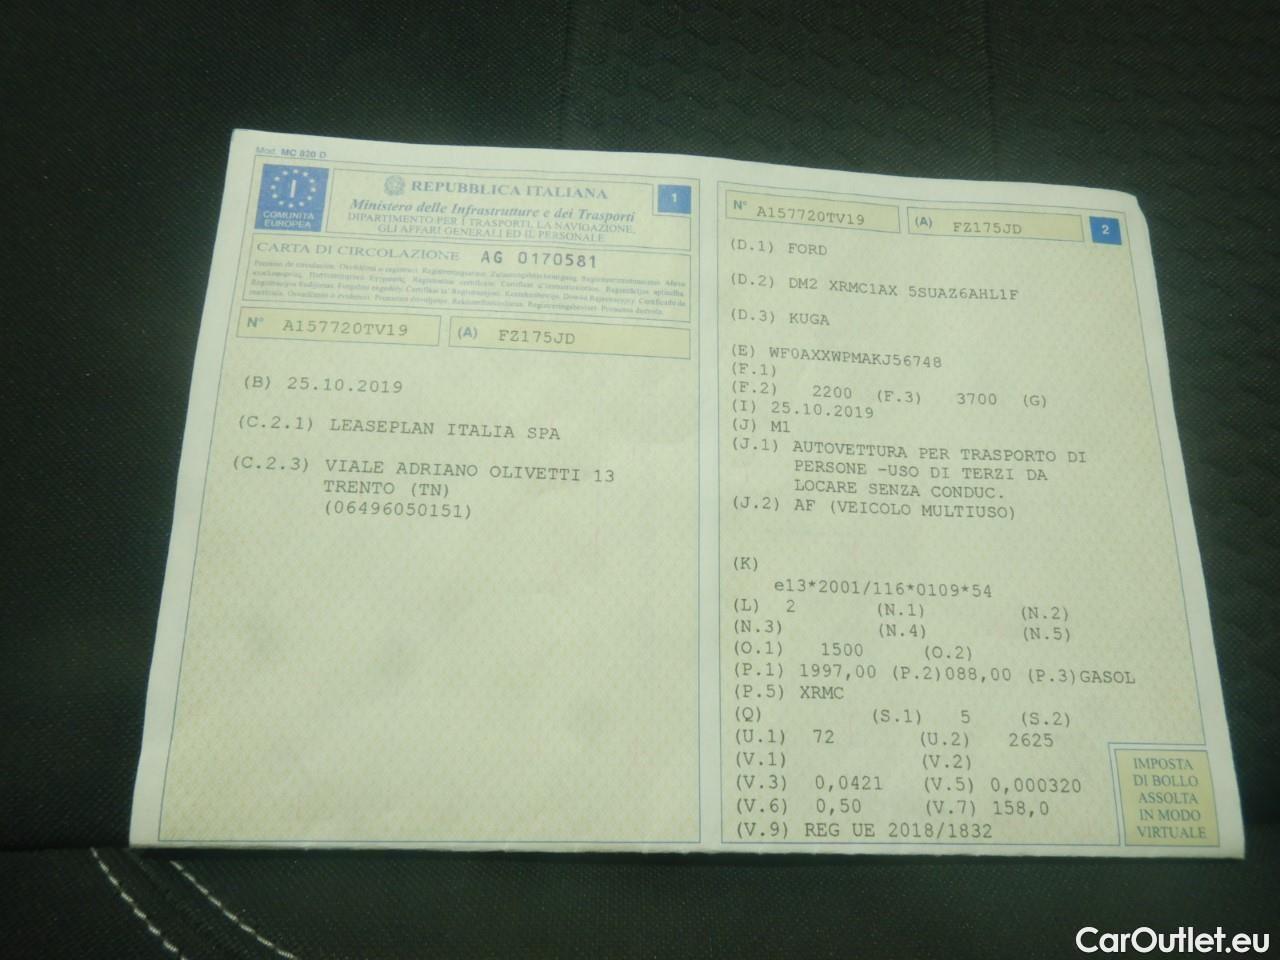 Mod. MC 820 D
I
COMUNITA
EUROPEA
REPUBBLICA ITALIANA
Ministero delle Infrastrutture e dei Trasporti
DIPARTIMENTO PER I TRASPORTI, LA NAVIGAZIONE,
GLI AFFARI GENERALI ED IL PERSONALE
1
CARTA DI CIRCOLAZIONE AG 0170581
N° A157720TV19 (A) FZ175JD
(B) 25.10.2019
(C.2.1) LEASEPLAN ITALIA SPA
(C.2.3) VIALE ADRIANO OLIVETTI 13
TRENTO (TN)
(06496050151)
N° A157720TV19 (A) FZ175JD 2
(D.1) FORD
(D.2) DM2 XRMC1AX 5SUAZ6AHL1F
(D.3) KUGA
(E) WF0AXXWPMAKJ56748
(F.1)
(F.2) 2200 (F.3) 3700 (G)
(I) 25.10.2019
(J) M1
(J.1) AUTOVETTURA PER TRASPORTO DI
PERSONE -USO DI TERZI DA
LOCARE SENZA CONDUC.
(J.2) AF (VEICOLO MULTIUSO)
(K)
e13*2001/116*0109*54
(L) 2 (N.1) (N.2)
(N.3) (N.4) (N.5)
(O.1) 1500 (O.2)
(P.1) 1997,00 (P.2)088,00 (P.3)GASOL
(P.5) XRMC
(Q) (S.1) 5 (S.2)
(U.1) 72 (U.2) 2625
(V.1) (V.2)
(V.3) 0,0421 (V.5) 0,000320
(V.6) 0,50 (V.7) 158,0
(V.9) REG UE 2018/1832
IMPOSTA
DI BOLLO
ASSOLTA
IN MODO
VIRTUALE
CarOutlet.eu